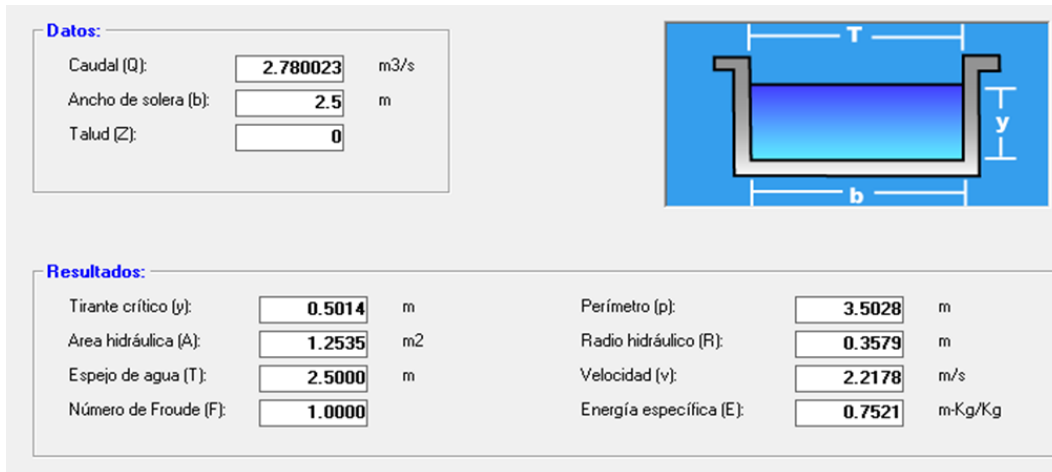 Datos:
Caudal (Q): 2.780023 m3/s
Ancho de solera (b): 2.5 m
Talud (Z): 0
T
y
b
Resultados:
Tirante crítico (y): 0.5014 m Perímetro (p): 3.5028 m
Area hidráulica (A): 1.2535 m2 Radio hidráulico (R): 0.3579 m
Espejo de agua (T): 2.5000 m Velocidad (v): 2.2178 m/s
Número de Froude (F): 1.0000 Energía específica (E): 0.7521 m-Kg/Kg